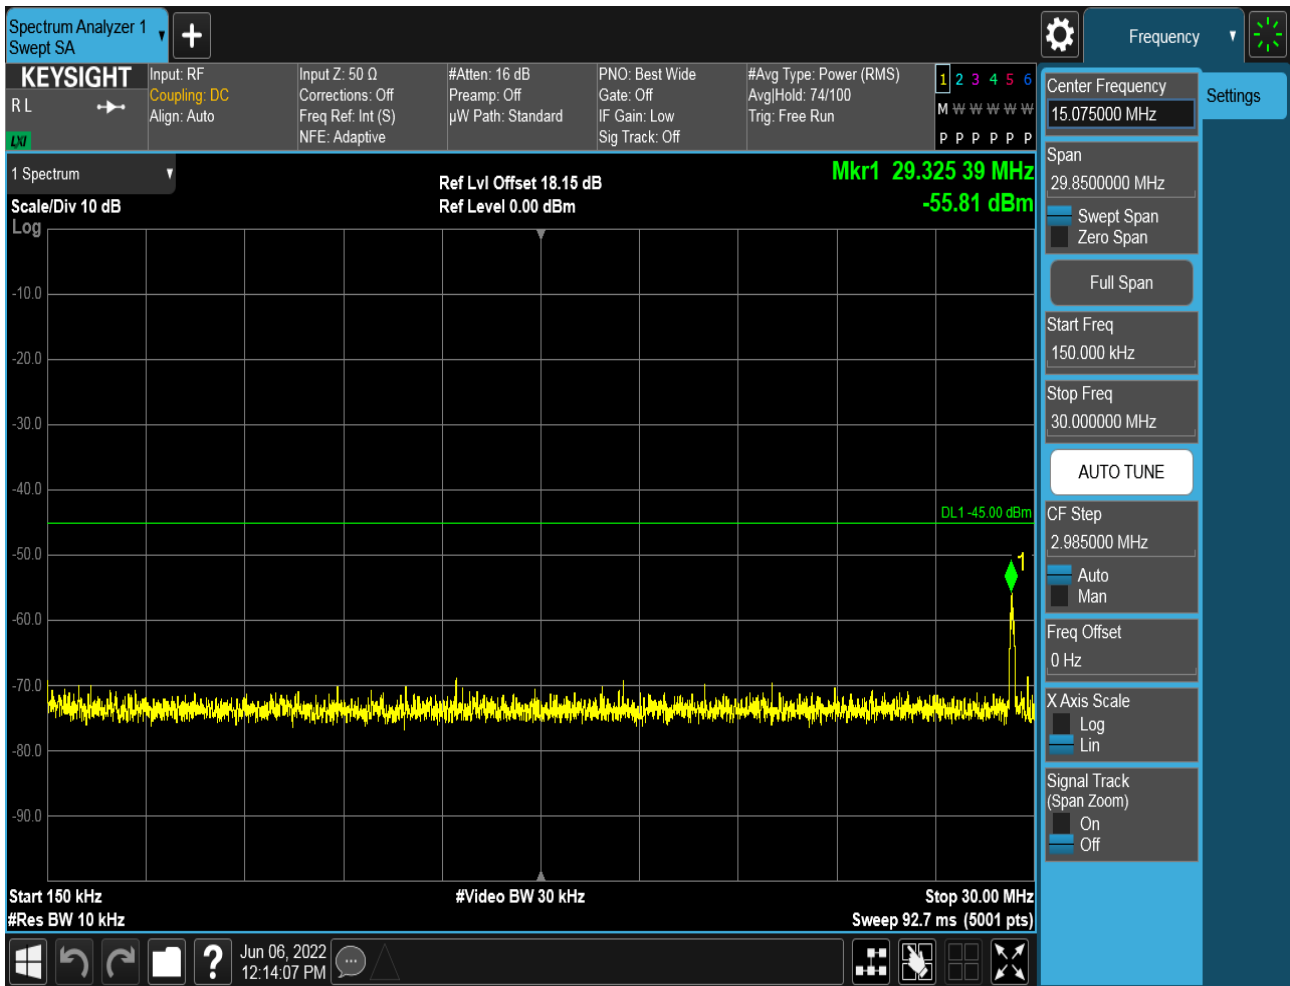 Spectrum Analyzer 1
Swept SA
Frequency
KEYSIGHT
R L
LXI
Input: RF
Coupling: DC
Align: Auto
Input Z: 50 Ω
Corrections: Off
Freq Ref: Int (S)
NFE: Adaptive
#Atten: 16 dB
Preamp: Off
µW Path: Standard
PNO: Best Wide
Gate: Off
IF Gain: Low
Sig Track: Off
#Avg Type: Power (RMS)
Avg|Hold: 74/100
Trig: Free Run
1 2 3 4 5 6
M W W W W W
P P P P P P
1 Spectrum
Scale/Div 10 dB
Log
Ref Lvl Offset 18.15 dB
Ref Level 0.00 dBm
Mkr1 29.325 39 MHz
-55.81 dBm
-10.0
-20.0
-30.0
-40.0
-50.0
-60.0
-70.0
-80.0
-90.0
DL1 -45.00 dBm
1
Start 150 kHz
#Res BW 10 kHz
#Video BW 30 kHz
Stop 30.00 MHz
Sweep 92.7 ms (5001 pts)
Center Frequency
15.075000 MHz
Settings
Span
29.8500000 MHz
Swept Span
Zero Span
Full Span
Start Freq
150.000 kHz
Stop Freq
30.000000 MHz
AUTO TUNE
CF Step
2.985000 MHz
Auto
Man
Freq Offset
0 Hz
X Axis Scale
Log
Lin
Signal Track
(Span Zoom)
On
Off
Jun 06, 2022
12:14:07 PM